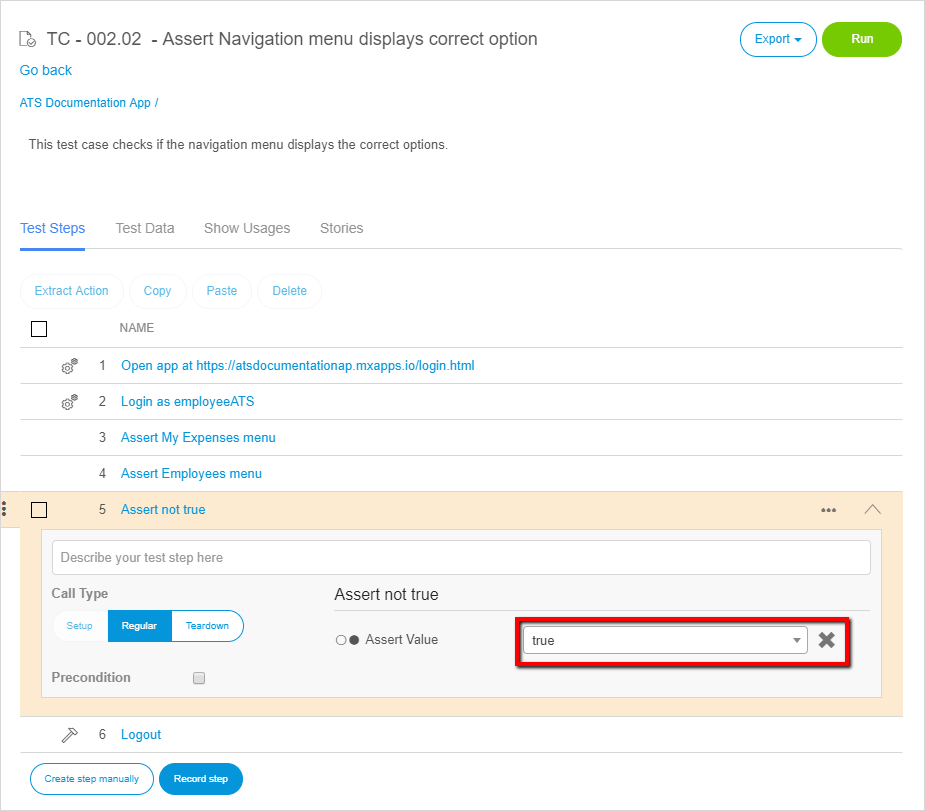 TC - 002.02 - Assert Navigation menu displays correct option
Export
Run
Go back
ATS Documentation App /
This test case checks if the navigation menu displays the correct options.
Test Steps
Test Data
Show Usages
Stories
Extract Action
Copy
Paste
Delete
NAME
1 Open app at https://atsdocumentationap.mxapps.io/login.html
2 Login as employeeATS
3 Assert My Expenses menu
4 Assert Employees menu
5 Assert not true
Describe your test step here
Call Type
Setup
Regular
Teardown
Precondition
Assert not true
Assert Value
true
6 Logout
Create step manually
Record step